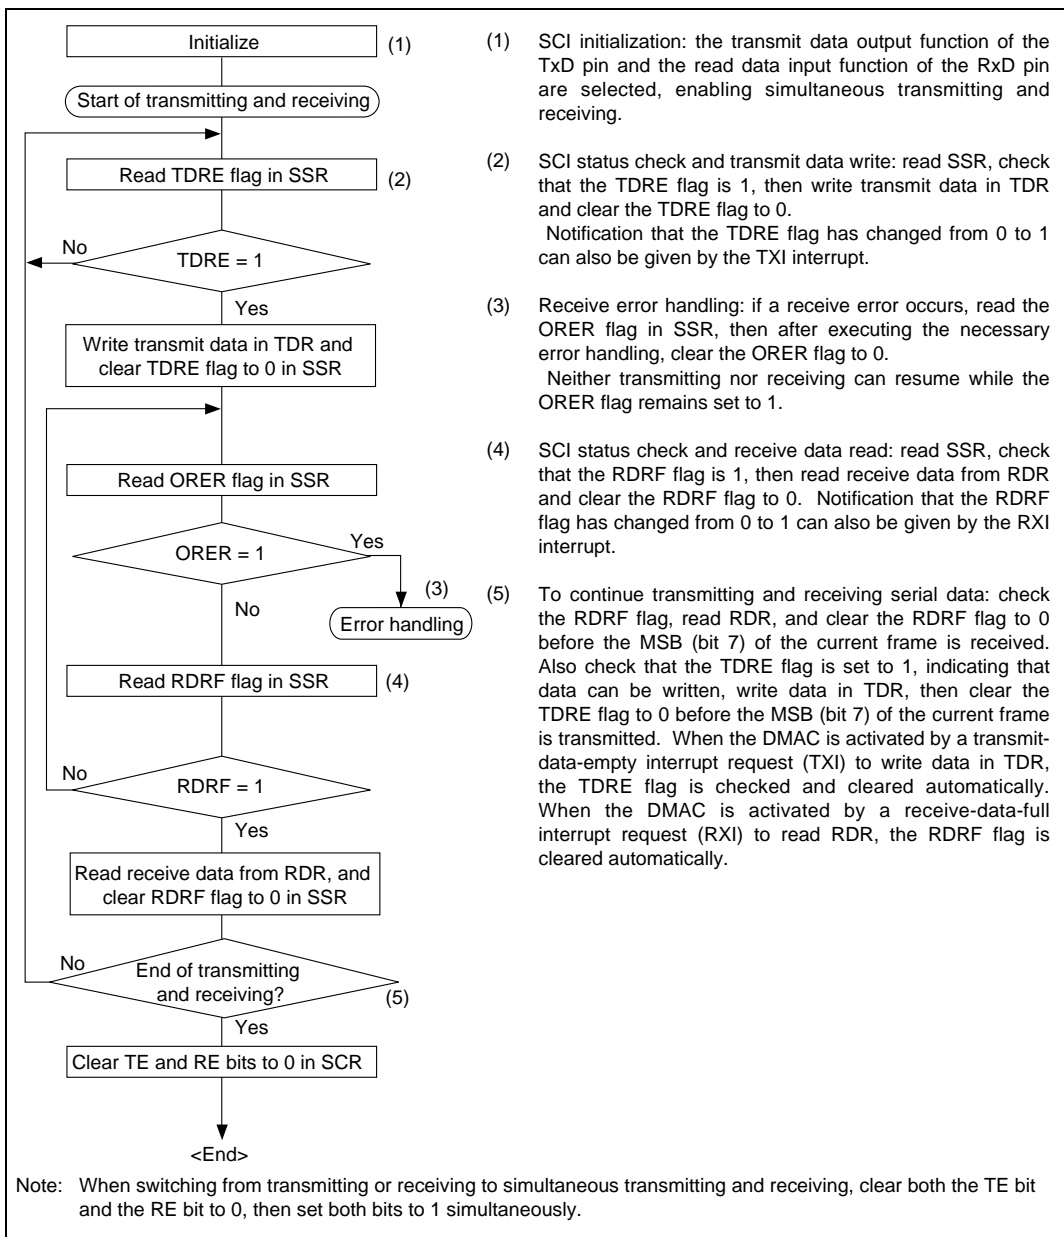 Initialize
(1)
Start of transmitting and receiving
Read TDRE flag in SSR
(2)
No
TDRE = 1
Yes
Write transmit data in TDR and
clear TDRE flag to 0 in SSR
Read ORER flag in SSR
Yes
ORER = 1
(3)
No
Error handling
Read RDRF flag in SSR
(4)
No
RDRF = 1
Yes
Read receive data from RDR, and
clear RDRF flag to 0 in SSR
No
End of transmitting
and receiving?
(5)
Yes
Clear TE and RE bits to 0 in SCR
<End>
(1) SCI initialization: the transmit data output function of the
TxD pin and the read data input function of the RxD pin
are selected, enabling simultaneous transmitting and
receiving.
(2) SCI status check and transmit data write: read SSR, check
that the TDRE flag is 1, then write transmit data in TDR
and clear the TDRE flag to 0.
Notification that the TDRE flag has changed from 0 to 1
can also be given by the TXI interrupt.
(3) Receive error handling: if a receive error occurs, read the
ORER flag in SSR, then after executing the necessary
error handling, clear the ORER flag to 0.
Neither transmitting nor receiving can resume while the
ORER flag remains set to 1.
(4) SCI status check and receive data read: read SSR, check
that the RDRF flag is 1, then read receive data from RDR
and clear the RDRF flag to 0. Notification that the RDRF
flag has changed from 0 to 1 can also be given by the RXI
interrupt.
(5) To continue transmitting and receiving serial data: check
the RDRF flag, read RDR, and clear the RDRF flag to 0
before the MSB (bit 7) of the current frame is received.
Also check that the TDRE flag is set to 1, indicating that
data can be written, write data in TDR, then clear the
TDRE flag to 0 before the MSB (bit 7) of the current frame
is transmitted. When the DMAC is activated by a transmit-
data-empty interrupt request (TXI) to write data in TDR,
the TDRE flag is checked and cleared automatically.
When the DMAC is activated by a receive-data-full
interrupt request (RXI) to read RDR, the RDRF flag is
cleared automatically.
Note: When switching from transmitting or receiving to simultaneous transmitting and receiving, clear both the TE bit
and the RE bit to 0, then set both bits to 1 simultaneously.